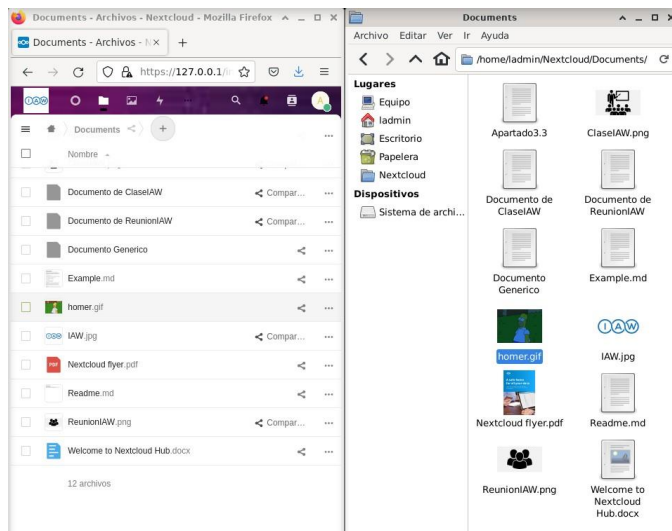 Documents - Archivos - Nextcloud - Mozilla Firefox
Documents - Archivos - N
https://127.0.0.1/i
IAW
A
Documents
Nombre
Documento de ClaseIAW
Compar...
Documento de ReunionIAW
Compar...
Documento Generico
Example.md
homer.gif
IAW
IAW.jpg
Compar...
PDF
Nextcloud flyer.pdf
Readme.md
ReunionIAW.png
Compar...
Welcome to Nextcloud Hub.docx
12 archivos
Documents
Archivo Editar Ver Ir Ayuda
/home/ladmin/Nextcloud/Documents/
Lugares
Equipo
ladmin
Escritorio
Papelera
Nextcloud
Dispositivos
Sistema de archi...
Apartado3.3
ClaseIAW.png
Documento de
ClaseIAW
Documento de
ReunionIAW
Documento
Generico
Example.md
homer.gif
IAW
IAW.jpg
Nextcloud flyer.pdf
Readme.md
ReunionIAW.png
Welcome to
Nextcloud
Hub.docx